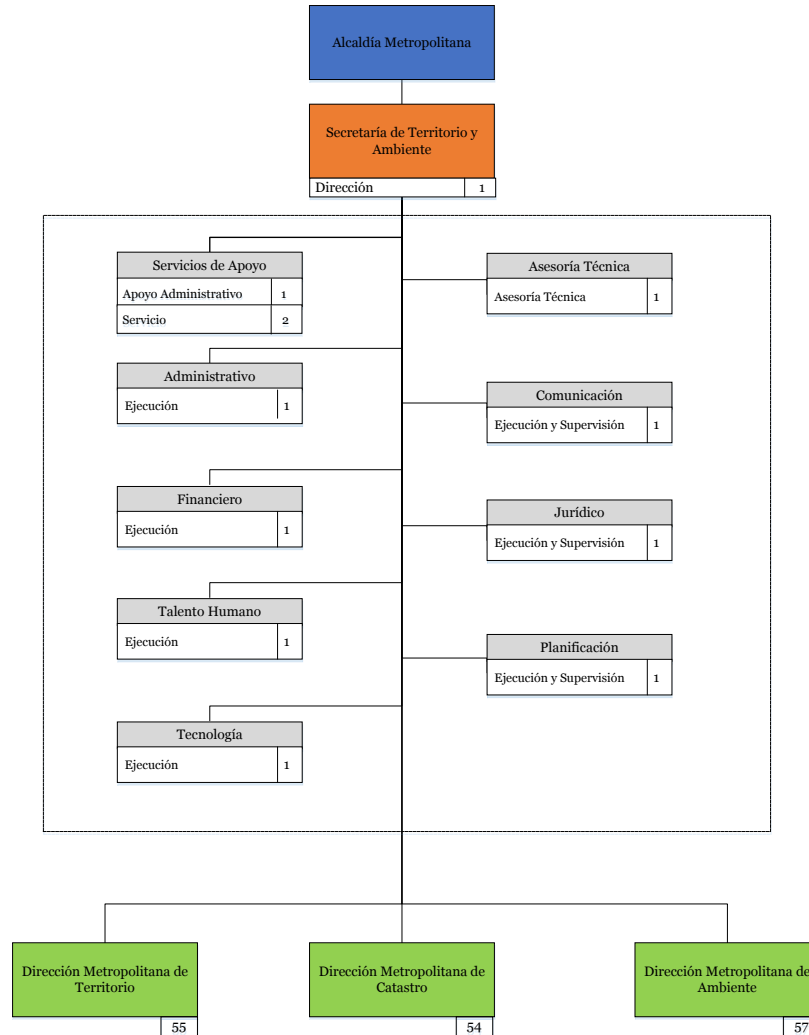 Alcaldía Metropolitana
Secretaría de Territorio y
Ambiente
Dirección 1
Servicios de Apoyo
Apoyo Administrativo 1
Servicio 2
Asesoría Técnica
Asesoría Técnica 1
Administrativo
Ejecución 1
Comunicación
Ejecución y Supervisión 1
Financiero
Ejecución 1
Jurídico
Ejecución y Supervisión 1
Talento Humano
Ejecución 1
Planificación
Ejecución y Supervisión 1
Tecnología
Ejecución 1
Dirección Metropolitana de
Territorio
55
Dirección Metropolitana de
Catastro
54
Dirección Metropolitana de
Ambiente
57